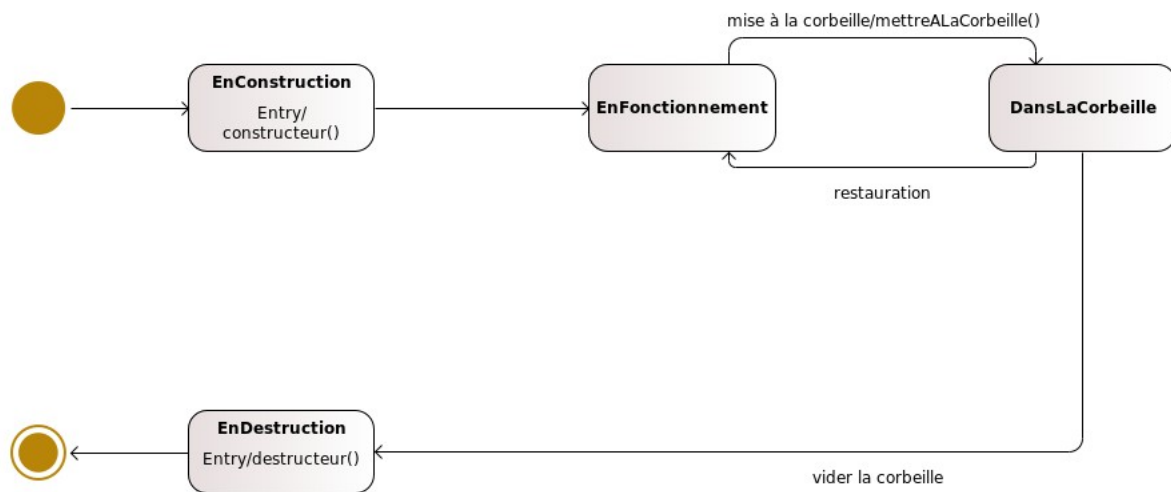 mise à la corbeille/mettreALaCorbeille()
EnConstruction
Entry/
constructeur()
EnFonctionnement
DansLaCorbeille
restauration
EnDestruction
Entry/destructeur()
vider la corbeille